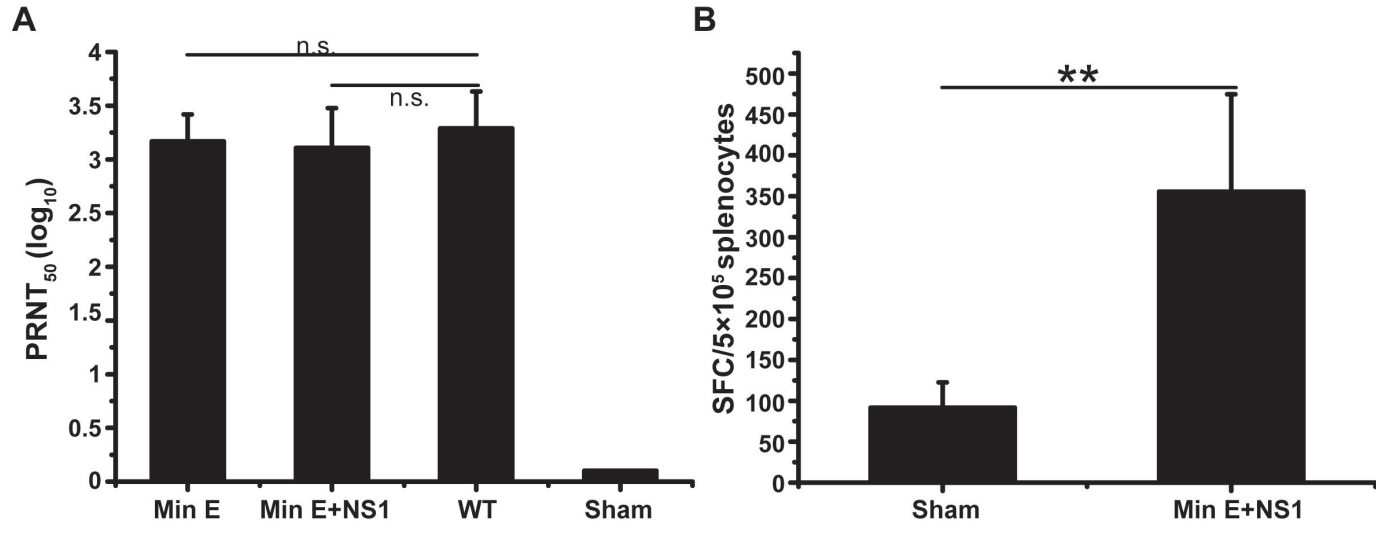 A
PRNT50 (log10)
4
3.5
3
2.5
2
1.5
1
0.5
0
n.s.
n.s.
Min E
Min E+NS1
WT
Sham
B
SFC/5×10⁵ splenocytes
500
450
400
350
300
250
200
150
100
50
0
**
Sham
Min E+NS1